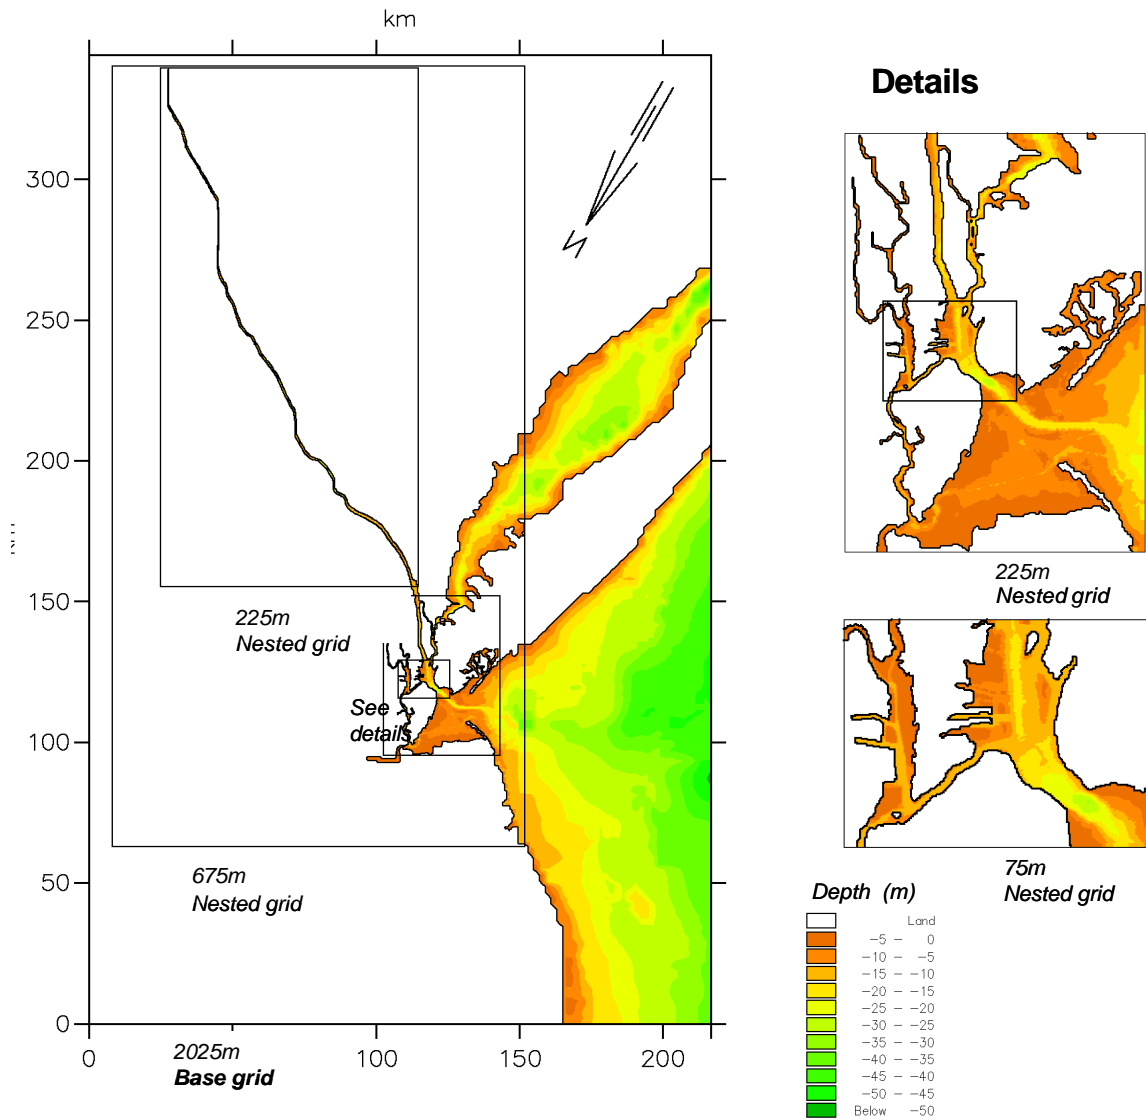 km
Details
300
250
200
150
100
50
0
0
100
150
200
225m
Nested grid
See
details
675m
Nested grid
2025m
Base grid
N
225m
Nested grid
75m
Nested grid
Depth (m)
Land
-5 - 0
-10 - -5
-15 - -10
-20 - -15
-25 - -20
-30 - -25
-35 - -30
-40 - -35
-45 - -40
-50 - -45
Below -50